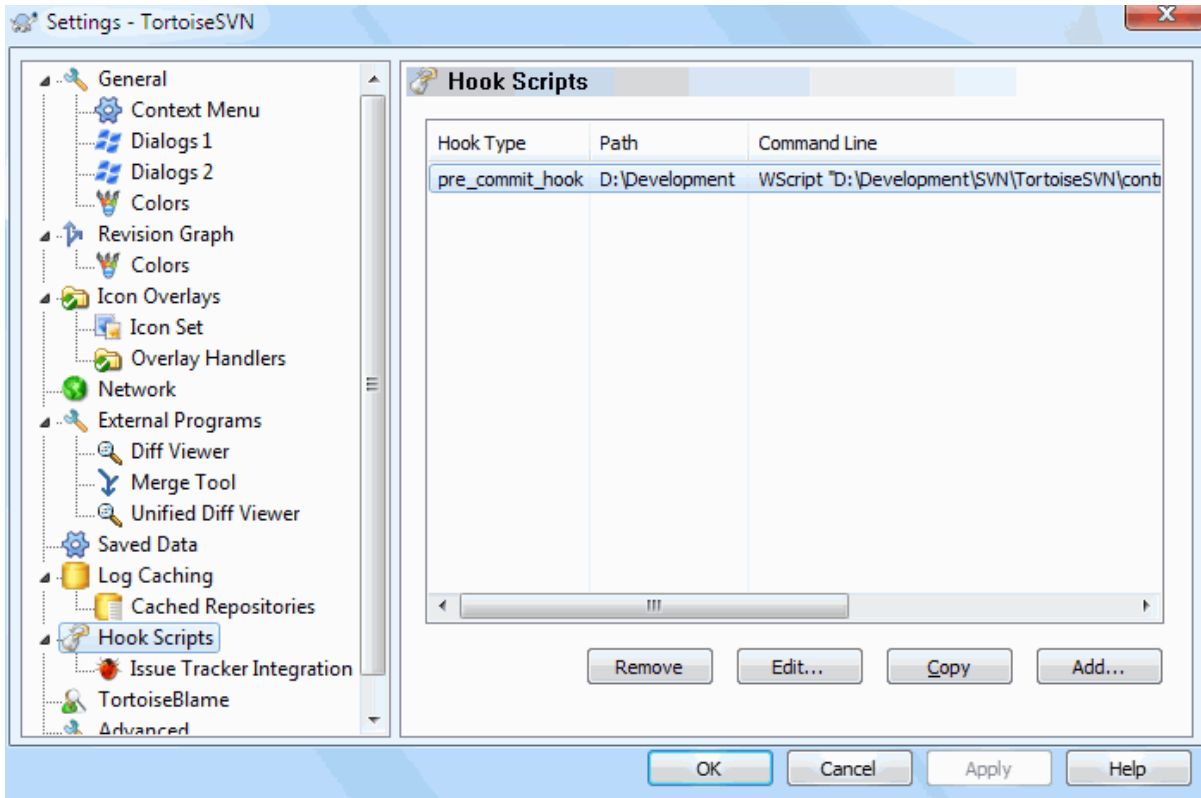 Settings - TortoiseSVN
General
Context Menu
Dialogs 1
Dialogs 2
Colors
Revision Graph
Colors
Icon Overlays
Icon Set
Overlay Handlers
Network
External Programs
Diff Viewer
Merge Tool
Unified Diff Viewer
Saved Data
Log Caching
Cached Repositories
Hook Scripts
Issue Tracker Integration
TortoiseBlame
Advanced
Hook Scripts
Hook Type Path Command Line
pre_commit_hook D:\Development WScript "D:\Development\SVN\TortoiseSVN\contr
Remove Edit... Copy Add...
OK Cancel Apply Help